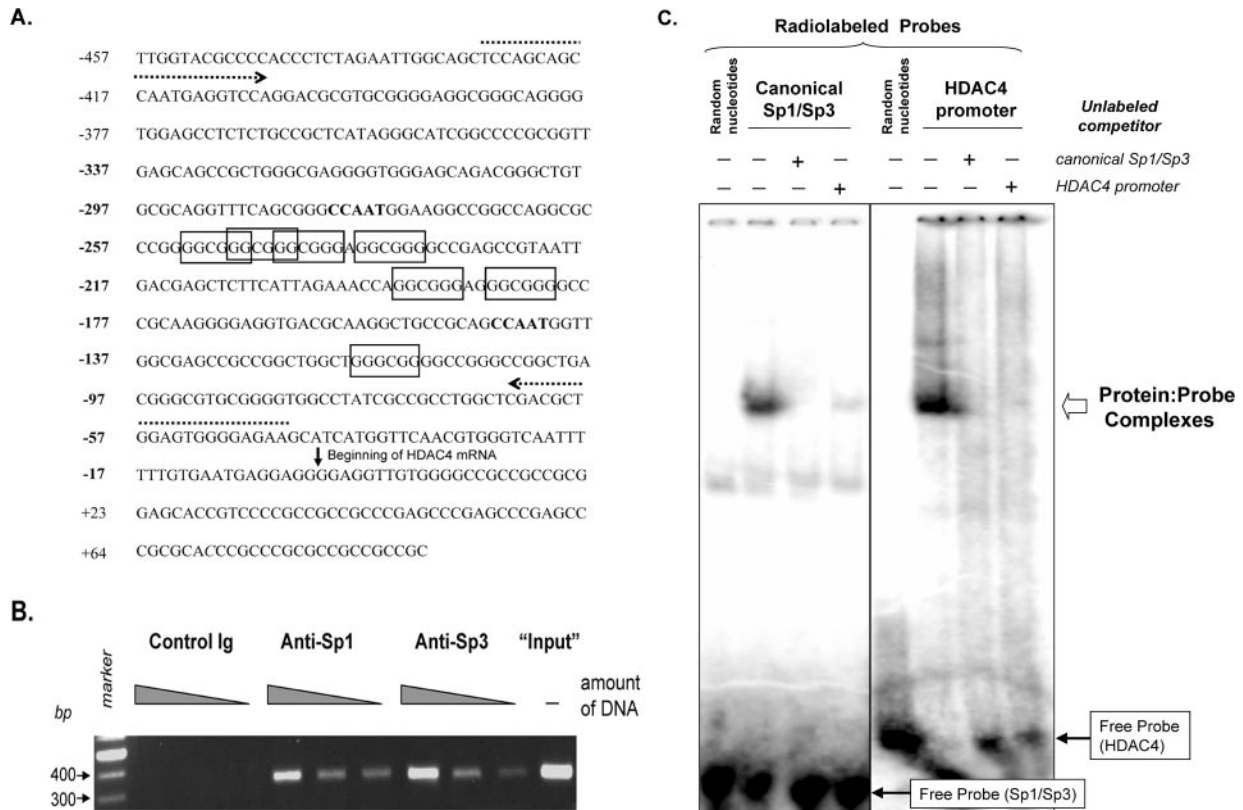 A.
-457 TTGGTACGCCCCACCCTCTAGAATTGGCAGCTCCAGCAGC
-417 CAATGAGGTCCAGGACGCGTGCGGGGAGGCGGGCAGGGG
-377 TGGAGCCTCTCTGCCGCTCATAGGGCATCGGCCCCGCGGTT
-337 GAGCAGCCGCTGGGCGAGGGGTGGGAGCAGACGGGCTGT
-297 GCGCAGGTTTCAGCGGGCCAATGGAAGGCCGGCCAGGCGC
-257 CCGGGGGCGGGCGGGCGGGAGGCGGGGCCGAGCCGTAATT
-217 GACGAGCTCTTCATTAGAAACCAGGCGGGAGGGCGGGGCC
-177 CGCAAGGGGAGGTGACGCAAGGCTGCCGCAGCCAATGGTT
-137 GGCGAGCCGCCGGCTGGCTGGGCGGGGCCGGGCCGGCTGA
-97 CGGGCGTGCGGGGTGGCCTATCGCCGCCTGGCTCGACGCT
-57 GGAGTGGGGAGAAGCATCATGGTTCAACGTGGGTCAATTT
Beginning of HDAC4 mRNA
-17 TTTGTGAATGAGGAGGGGAGGTTGTGGGGCCGCCGCCGCG
+23 GAGCACCGTCCCCGCCGCCGCCCGAGCCCGAGCCCGAGCC
+64 CGCGCACCCGCCCGCGCCGCCGCCGC
B.
marker
Control Ig Anti-Sp1 Anti-Sp3 "Input"
amount of DNA
–
bp
400
300
C.
Radiolabeled Probes
Random nucleotides
Canonical Sp1/Sp3
Random nucleotides
HDAC4 promoter
Unlabeled competitor
– – + – – – + – canonical Sp1/Sp3
– – – + – – – + HDAC4 promoter
Protein:Probe Complexes
Free Probe (HDAC4)
Free Probe (Sp1/Sp3)